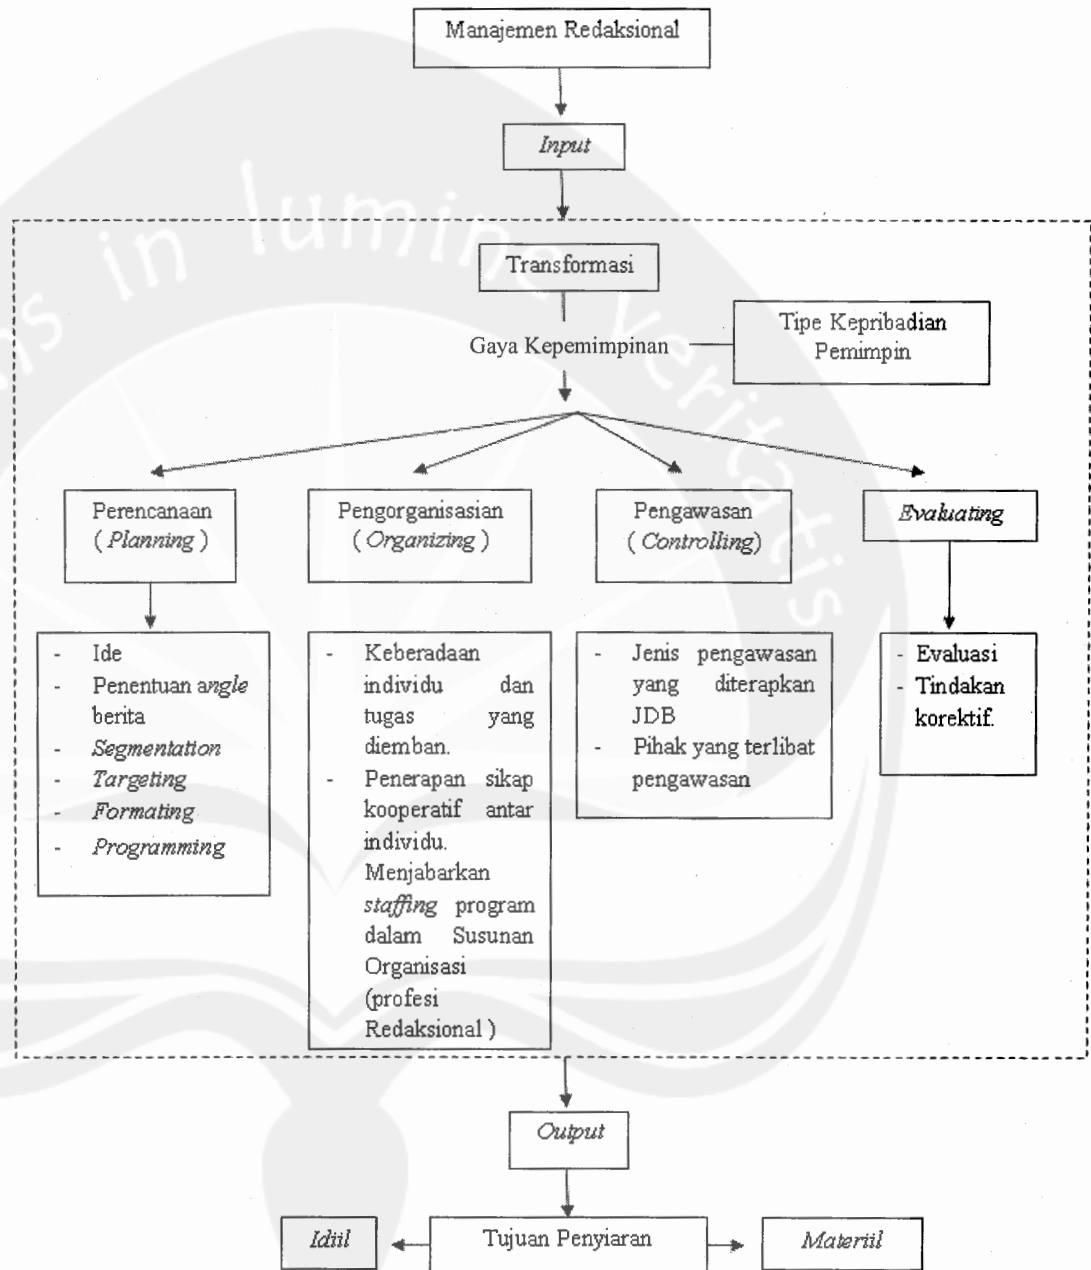 Manajemen Redaksional
Input
Transformasi
Gaya Kepemimpinan
Tipe Kepribadian
Pemimpin
Perencanaan
( Planning )
Pengorganisasian
( Organizing )
Pengawasan
( Controlling)
Evaluating
- Ide
- Penentuan angle
berita
- Segmentation
- Targeting
- Formating
- Programming
- Keberadaan
individu dan
tugas yang
diemban.
- Penerapan sikap
kooperatif antar
individu.
Menjabarkan
staffing program
dalam Susunan
Organisasi
(profesi
Redaksional )
- Jenis pengawasan
yang diterapkan
JDB
- Pihak yang terlibat
pengawasan
- Evaluasi
- Tindakan
korektif.
Output
Idiil
Tujuan Penyiaran
Materiil
in lumine veritatis